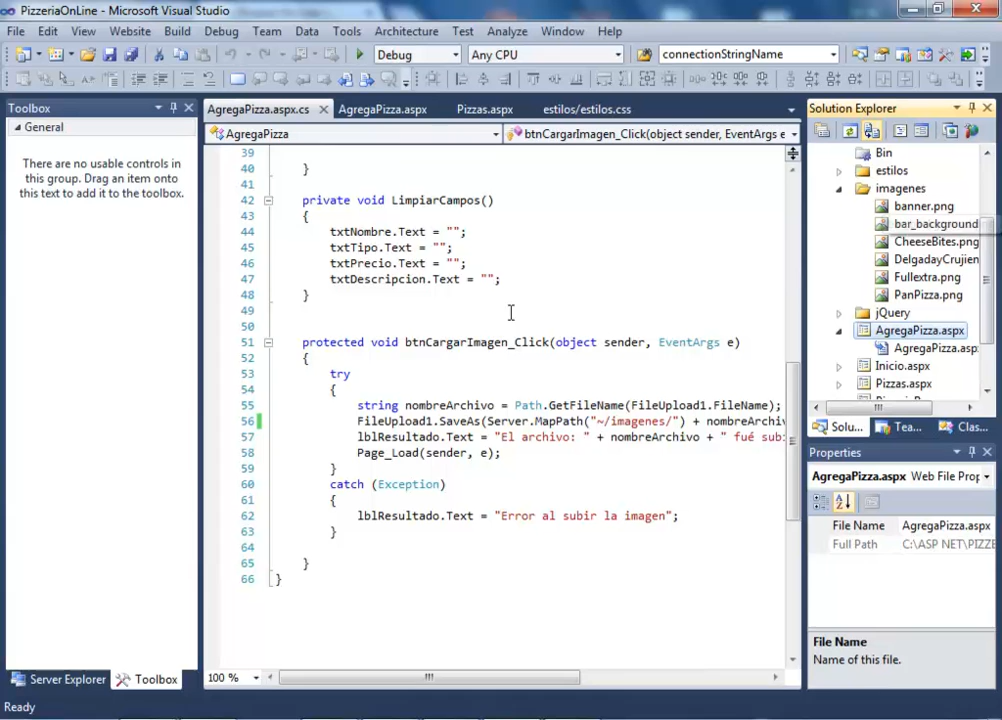 PizzeriaOnLine - Microsoft Visual Studio
File Edit View Website Build Debug Team Data Tools Architecture Test Analyze Window Help
Debug Any CPU connectionStringName
Toolbox
General
There are no usable controls in
this group. Drag an item onto
this text to add it to the toolbox.
Server Explorer Toolbox
AgregaPizza.aspx.cs AgregaPizza.aspx Pizzas.aspx estilos/estilos.css
AgregaPizza btnCargarImagen_Click(object sender, EventArgs e
39
40 }
41
42 private void LimpiarCampos()
43 {
44 txtNombre.Text = "";
45 txtTipo.Text = "";
46 txtPrecio.Text = "";
47 txtDescripcion.Text = "";
48 }
49
50
51 protected void btnCargarImagen_Click(object sender, EventArgs e)
52 {
53 try
54 {
55 string nombreArchivo = Path.GetFileName(FileUpload1.FileName);
56 FileUpload1.SaveAs(Server.MapPath("~/imagenes/") + nombreArchiv
57 lblResultado.Text = "El archivo: " + nombreArchivo + " fué subi
58 Page_Load(sender, e);
59 }
60 catch (Exception)
61 {
62 lblResultado.Text = "Error al subir la imagen";
63 }
64
65 }
66 }
100 %
Solution Explorer
Bin
estilos
imagenes
banner.png
bar_background
CheeseBites.png
DelgadayCrujien
Fullextra.png
PanPizza.png
jQuery
AgregaPizza.aspx
AgregaPizza.asp
Inicio.aspx
Pizzas.aspx
Solu... Tea... Clas...
Properties
AgregaPizza.aspx Web File Prop
File Name AgregaPizza.aspx
Full Path C:\ASP NET\PIZZE
File Name
Name of this file.
Ready